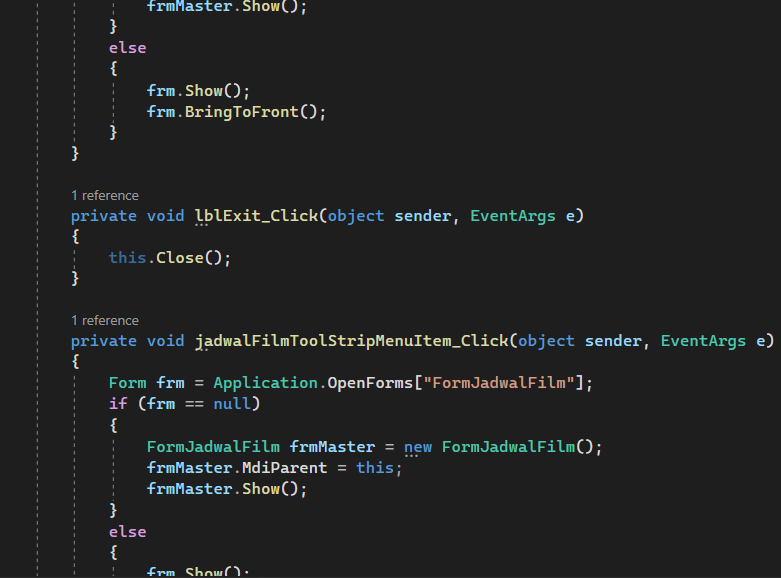 frmMaster.Show();
        }
        else
        {
            frm.Show();
            frm.BringToFront();
        }
    }

    1 reference
    private void lblExit_Click(object sender, EventArgs e)
    {
        this.Close();
    }

    1 reference
    private void jadwalFilmToolStripMenuItem_Click(object sender, EventArgs e)
    {
        Form frm = Application.OpenForms["FormJadwalFilm"];
        if (frm == null)
        {
            FormJadwalFilm frmMaster = new FormJadwalFilm();
            frmMaster.MdiParent = this;
            frmMaster.Show();
        }
        else
        {
            frm.Show();